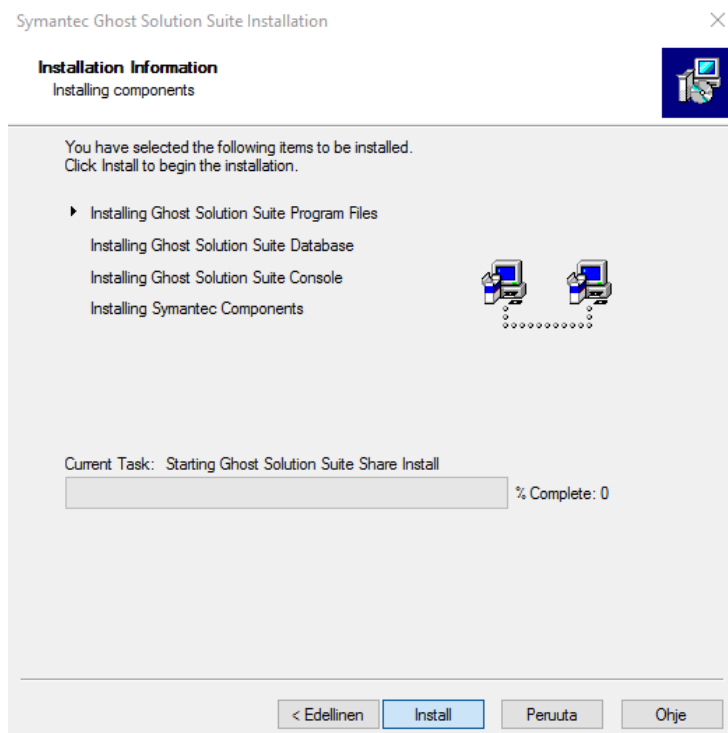 Symantec Ghost Solution Suite Installation
Installation Information
Installing components
You have selected the following items to be installed.
Click Install to begin the installation.
Installing Ghost Solution Suite Program Files
Installing Ghost Solution Suite Database
Installing Ghost Solution Suite Console
Installing Symantec Components
Current Task: Starting Ghost Solution Suite Share Install
% Complete: 0
< Edellinen Install Peruuta Ohje